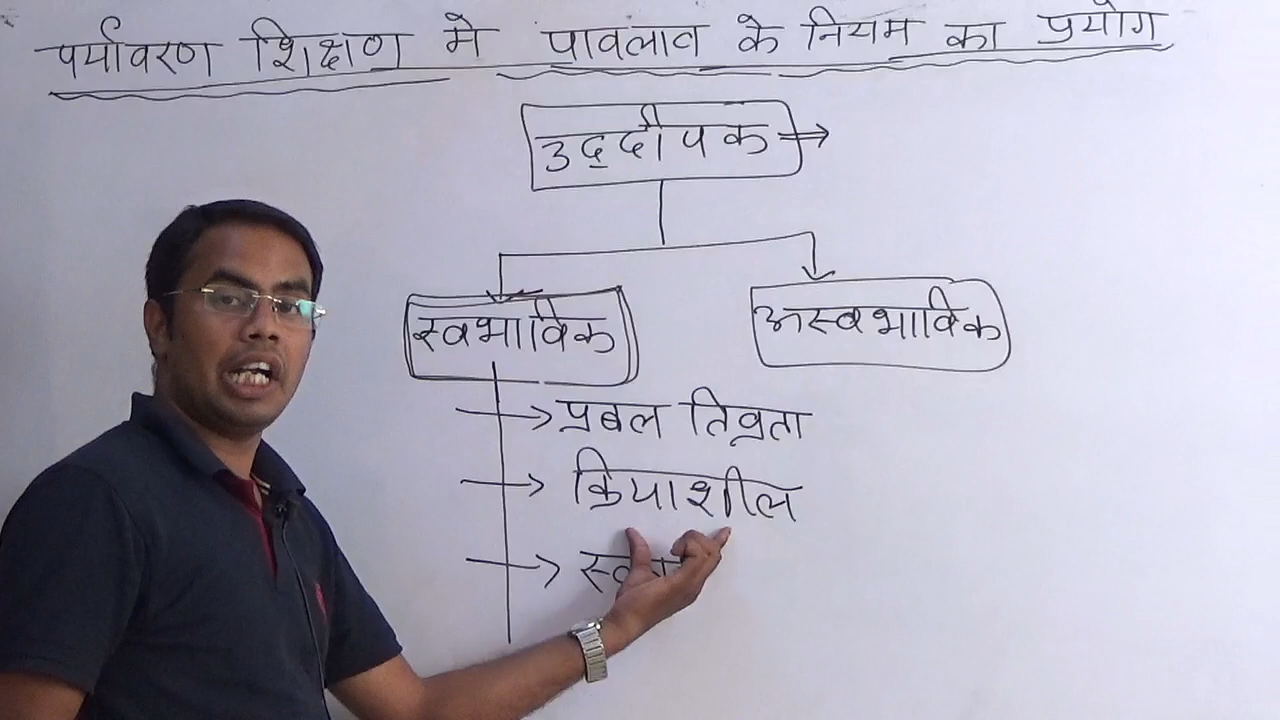 पर्यावरण शिक्षण मे पावलाव के नियम का प्रयोग
उद्दीपक
स्वभाविक
अस्वभाविक
प्रबल तिव्रता
क्रियाशील